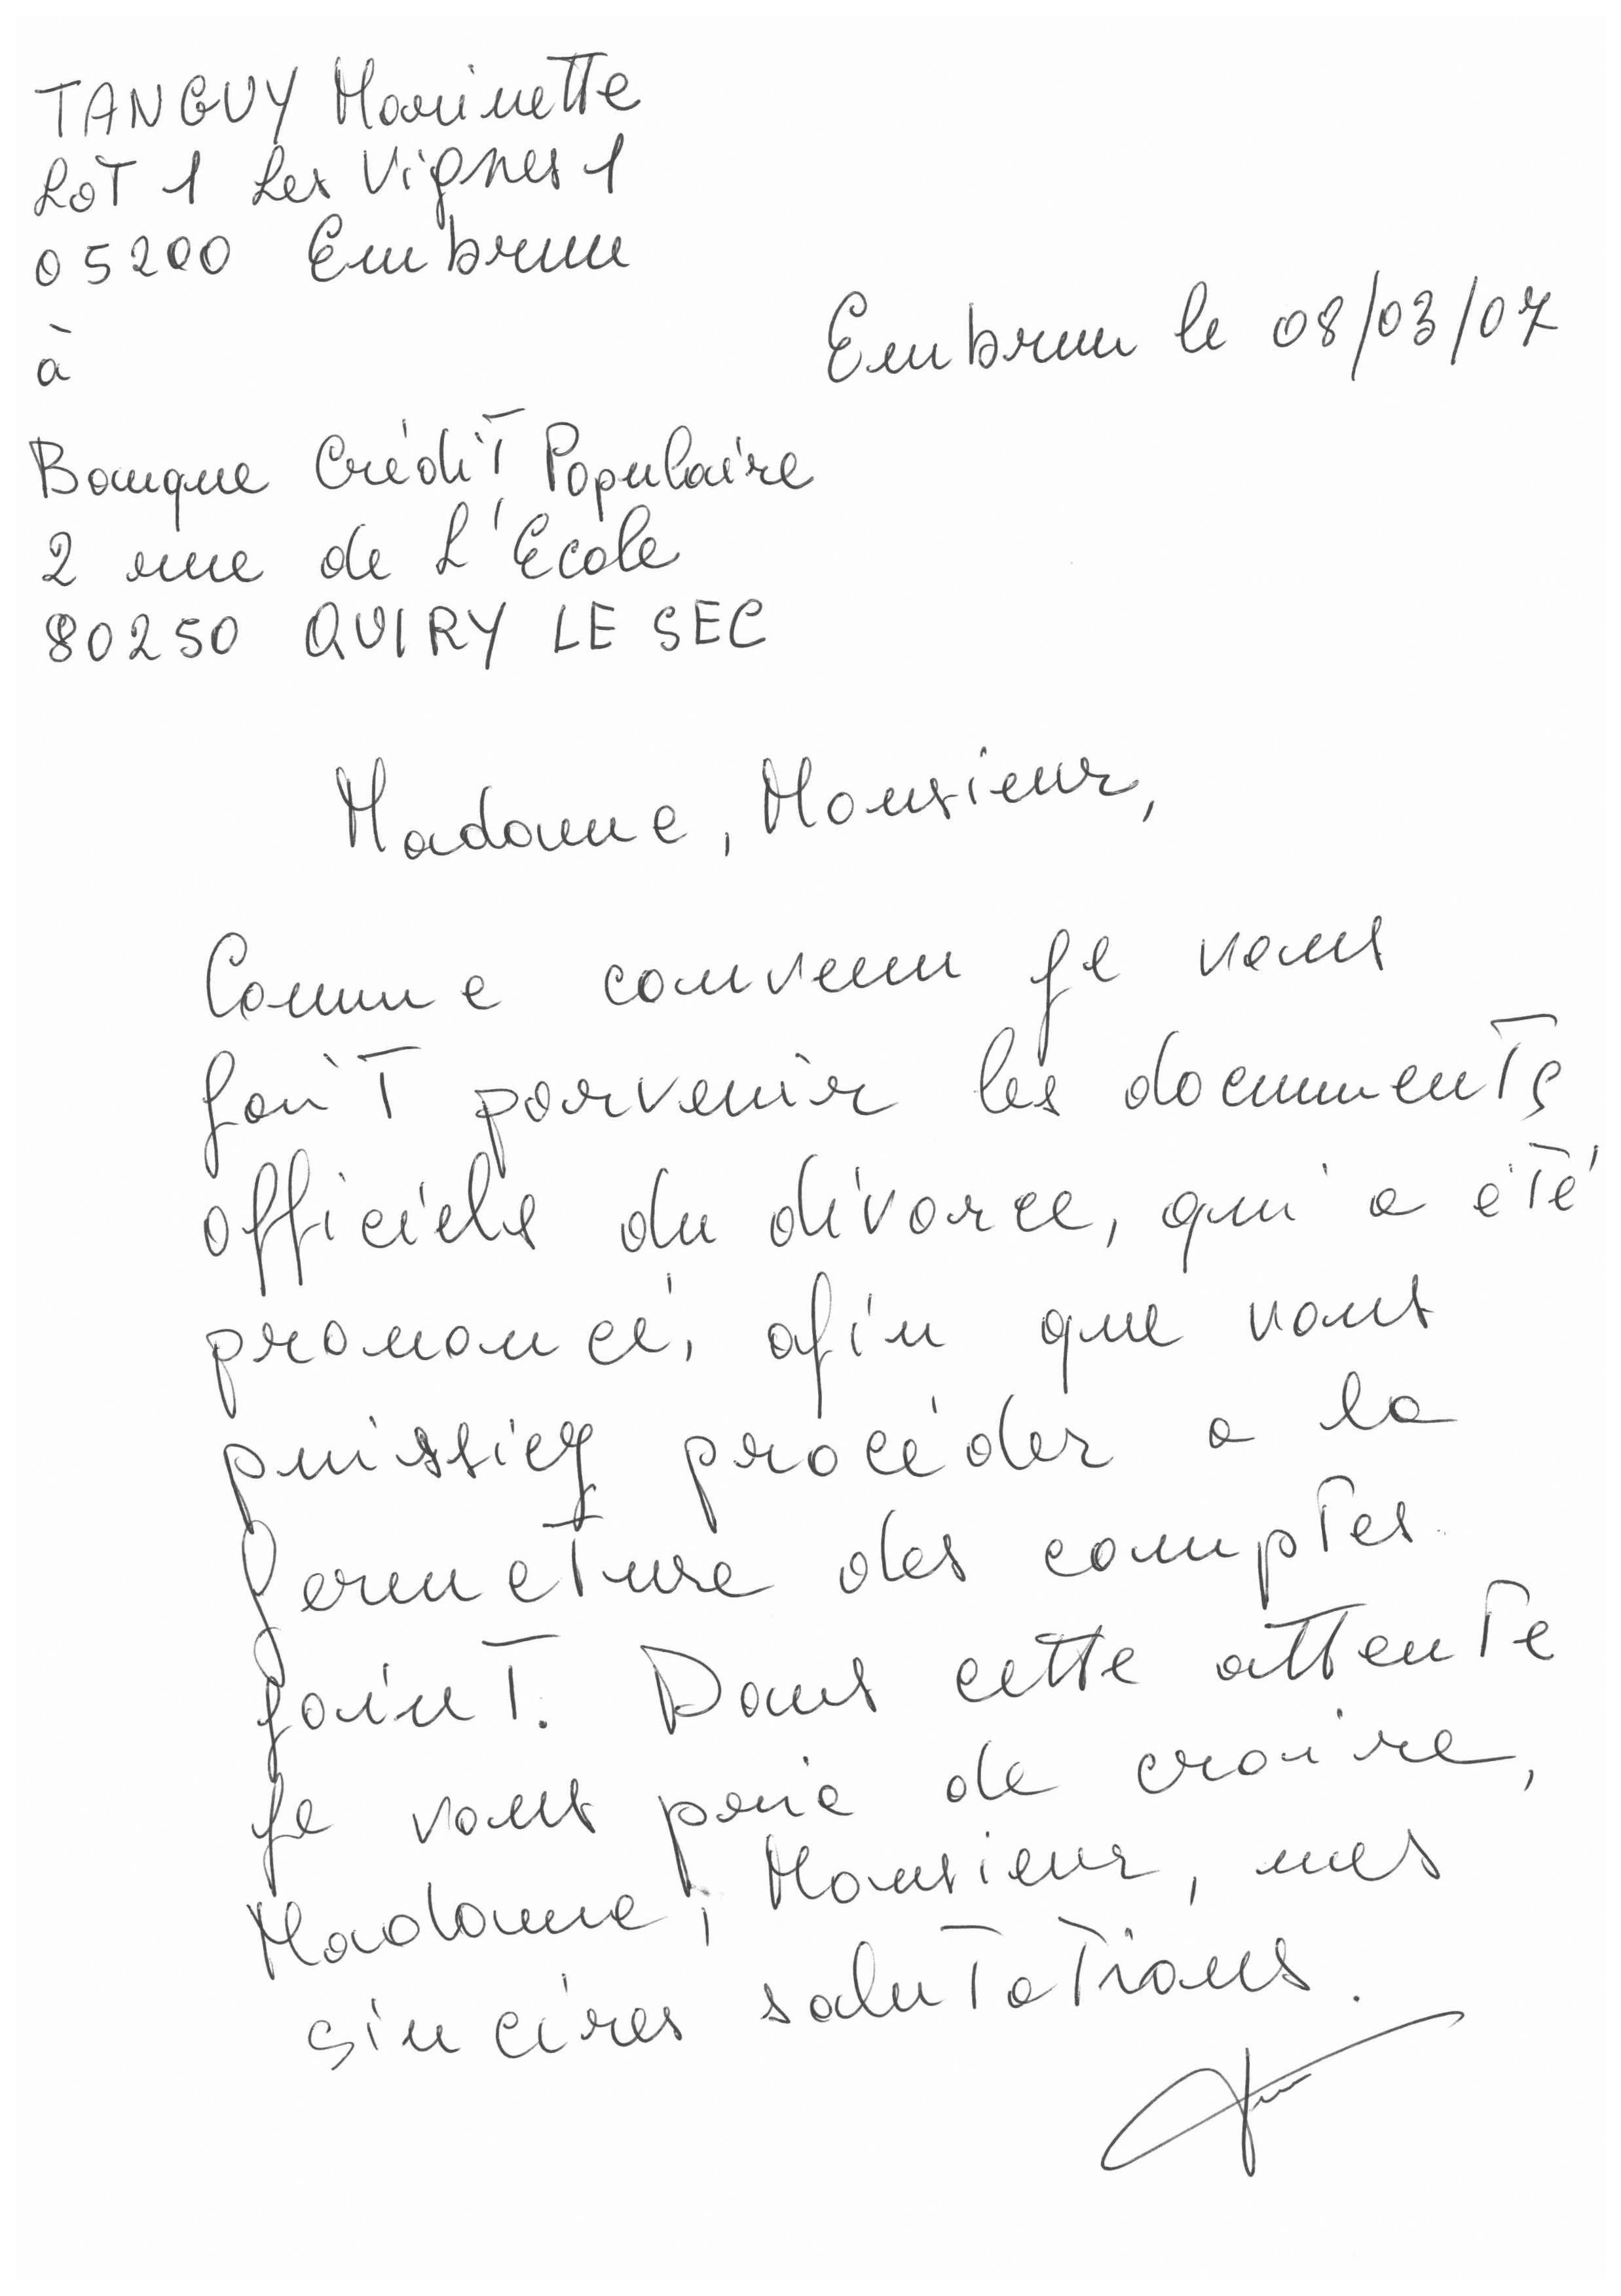 TANGUY Marinette
LOT 1 Les Vignes 1
05200 Embrun
Embrun le 08/03/07
à
Banque Crédit Populaire
2 rue de L'Ecole
80250 QUIRY LE SEC
Madame, Monsieur,
Comme convenu je vous
fait parvenir les documents
officiels du divorce, qui a été
prononcé, afin que vous
puissiez procéder a la
fermeture des comptes
joint. Dans cette attente
je vous prie de croire,
Madame, Monsieur, mes
sincères salutations.